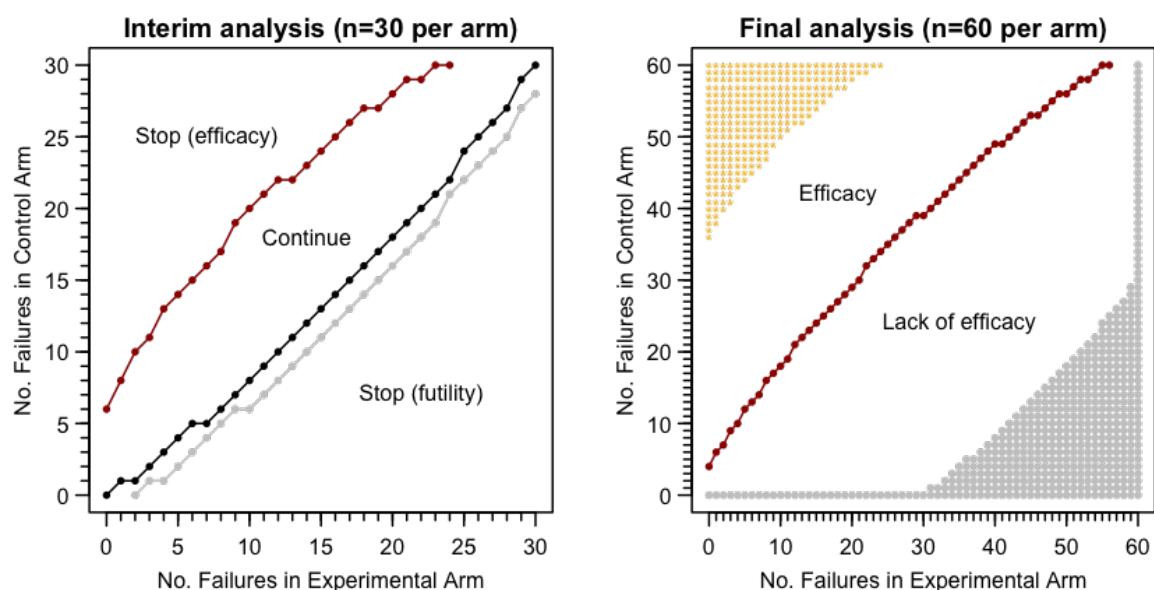 Interim analysis (n=30 per arm)
No. Failures in Control Arm
30
25
20
15
10
5
0
Stop (efficacy)
Continue
Stop (futility)
0 5 10 15 20 25 30
No. Failures in Experimental Arm
Final analysis (n=60 per arm)
No. Failures in Control Arm
60
50
40
30
20
10
0
Efficacy
Lack of efficacy
0 10 20 30 40 50 60
No. Failures in Experimental Arm